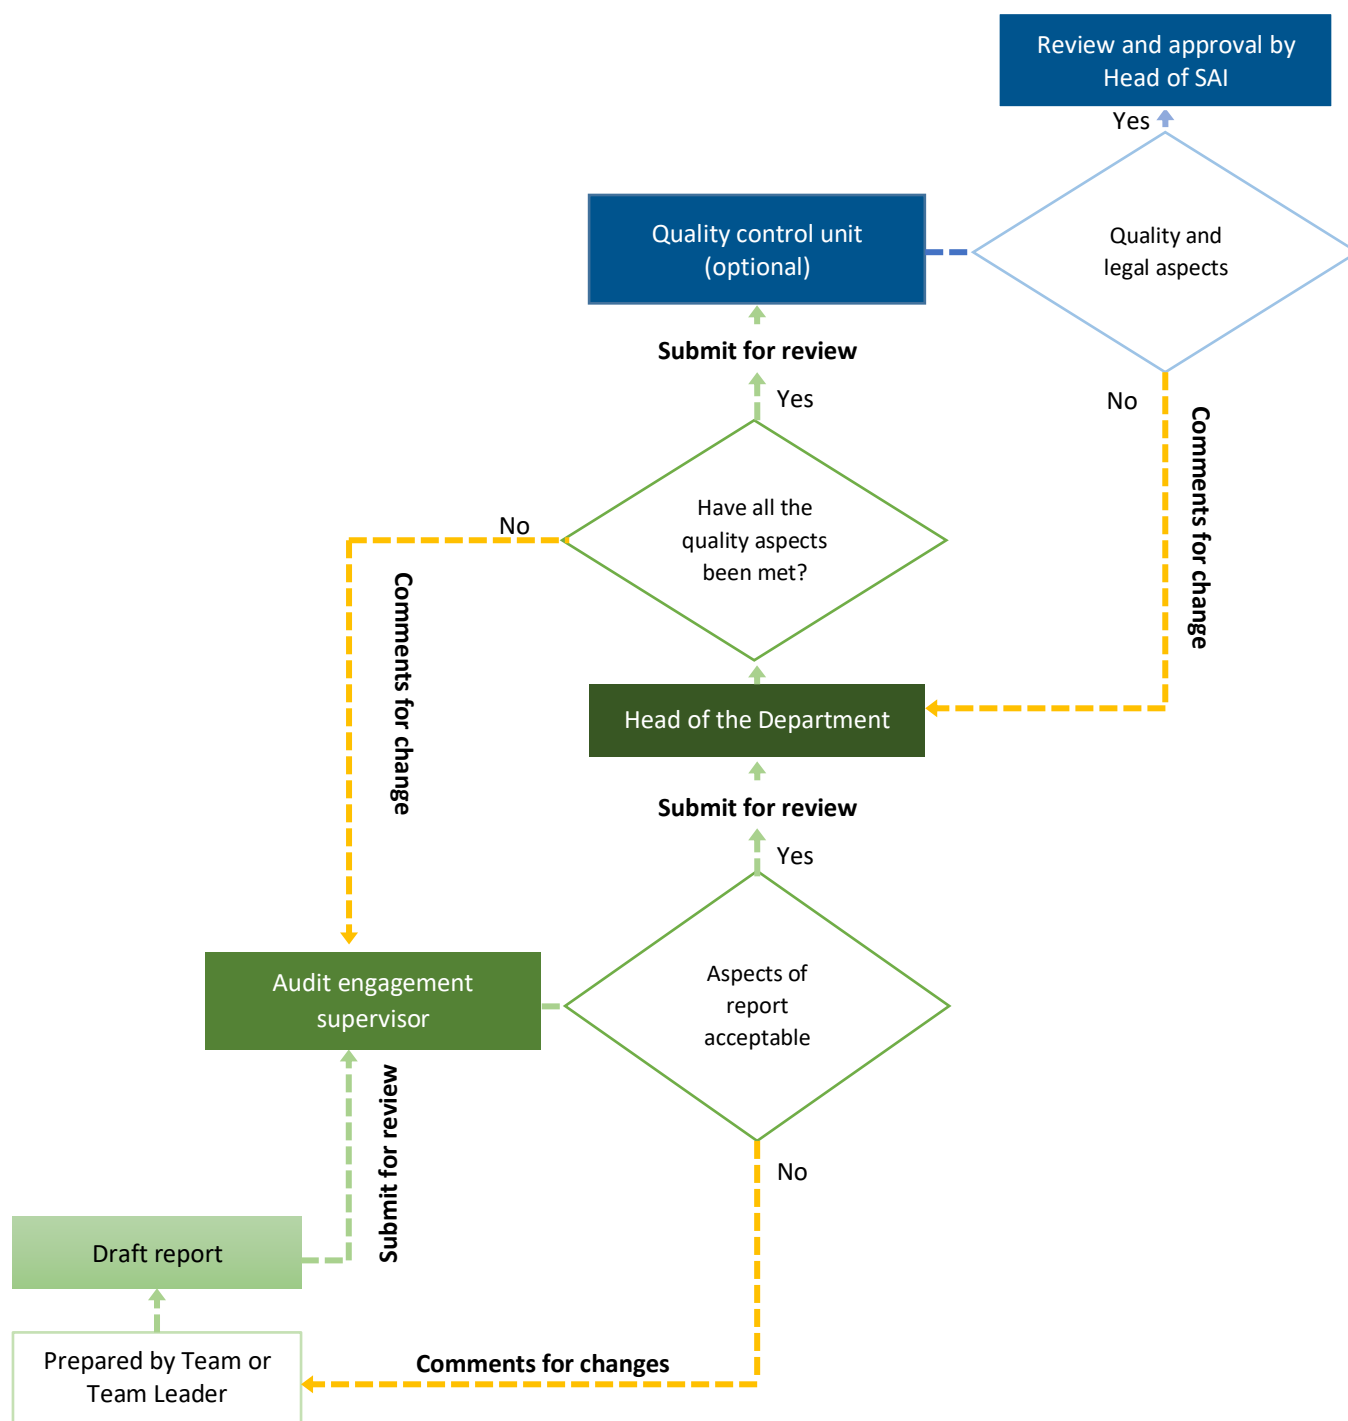 Review and approval by
Head of SAI
Yes
Quality control unit
(optional)
Quality and
legal aspects
Submit for review
Yes
No
Comments for change
Have all the
quality aspects
been met?
No
Comments for change
Head of the Department
Submit for review
Yes
Audit engagement
supervisor
Aspects of
report
acceptable
Submit for review
No
Draft report
Prepared by Team or
Team Leader
Comments for changes